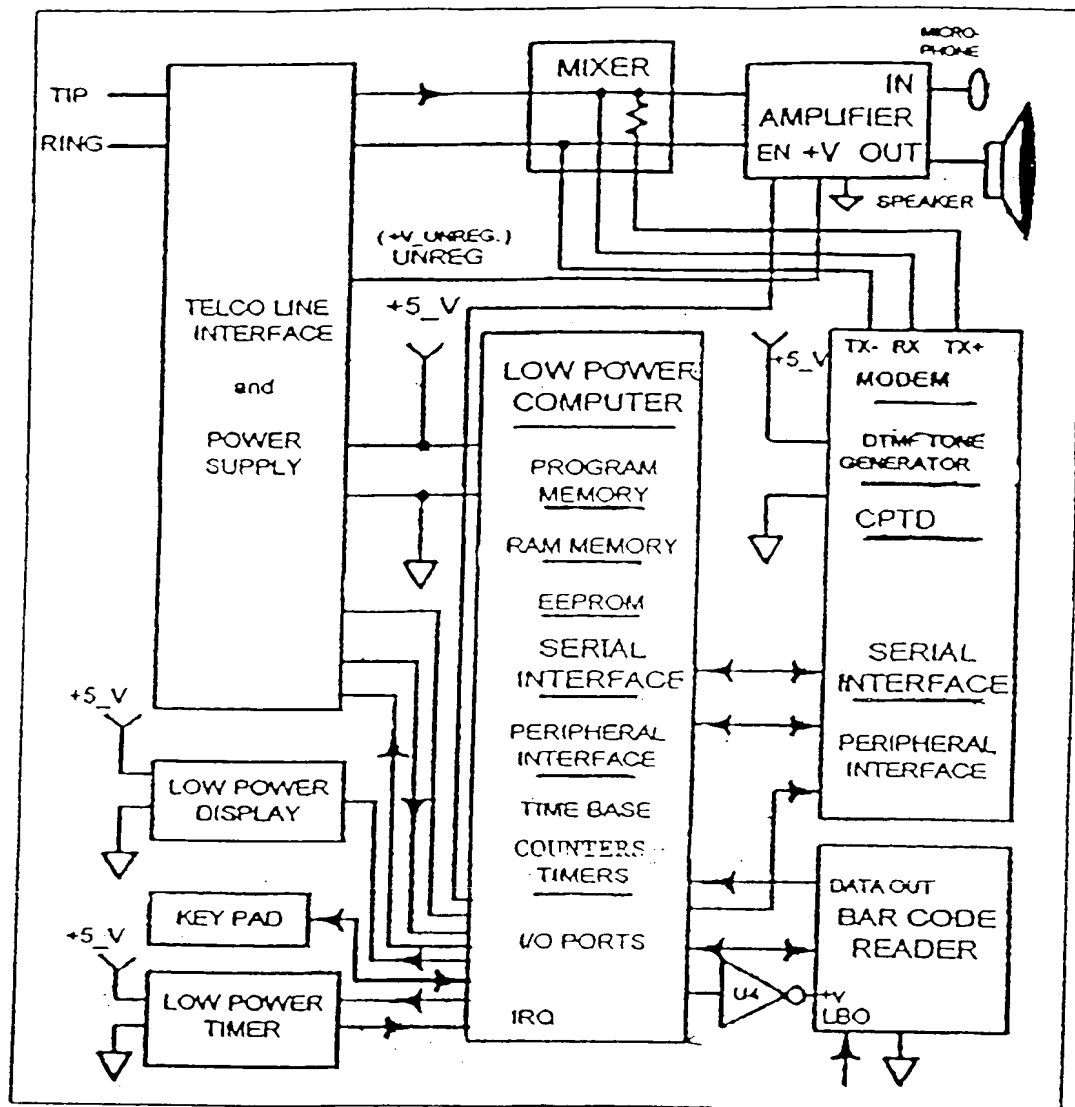 MICRO-
PHONE
MIXER
IN
AMPLIFIER
EN +V OUT
SPEAKER
TIP
RING
(+V_UNREG.)
UNREG
TELCO LINE
INTERFACE
and
POWER
SUPPLY
+5_V
LOW POWER
COMPUTER
PROGRAM
MEMORY
RAM MEMORY
EEPROM
SERIAL
INTERFACE
PERIPHERAL
INTERFACE
TIME BASE
COUNTERS
TIMERS
I/O PORTS
IRQ
+5_V
TX- RX TX+
MODEM
DTMF TONE
GENERATOR
CPTD
SERIAL
INTERFACE
PERIPHERAL
INTERFACE
+5_V
LOW POWER
DISPLAY
KEY PAD
+5_V
LOW POWER
TIMER
DATA OUT
BAR CODE
READER
U4
+V
LBO